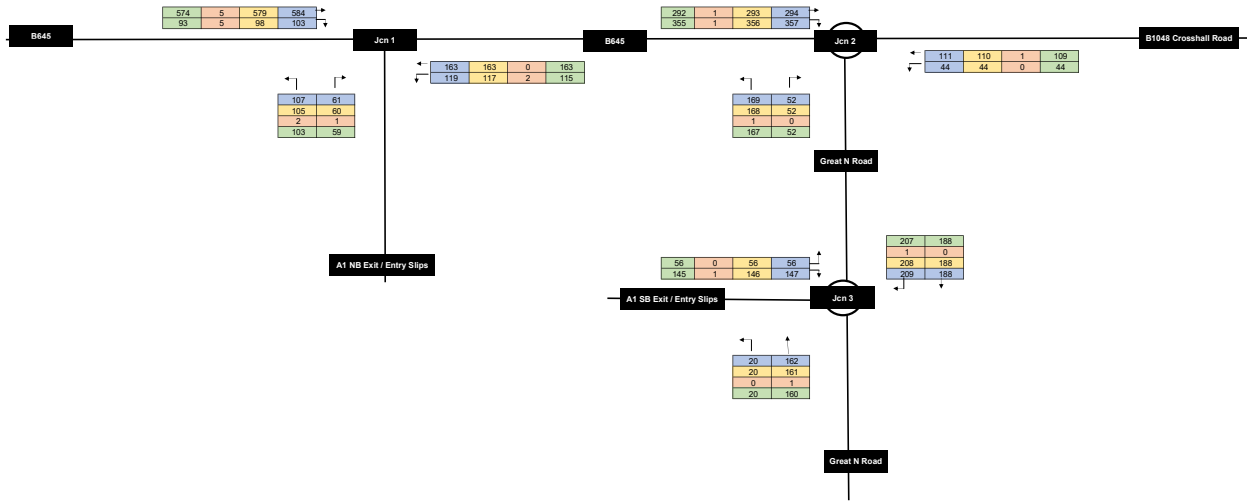 574 5 579 584
93 5 98 103
292 1 293 294
355 1 356 357
B645
Jcn 1
B645
Jcn 2
B1048 Crosshall Road
163 163 0 163
119 117 2 115
111 110 1 109
44 44 0 44
107 61
105 60
2 1
103 59
169 52
168 52
1 0
167 52
Great N Road
207 188
1 0
208 188
209 188
A1 NB Exit / Entry Slips
56 0 56 56
145 1 146 147
A1 SB Exit / Entry Slips
Jcn 3
20 162
20 161
0 1
20 160
Great N Road